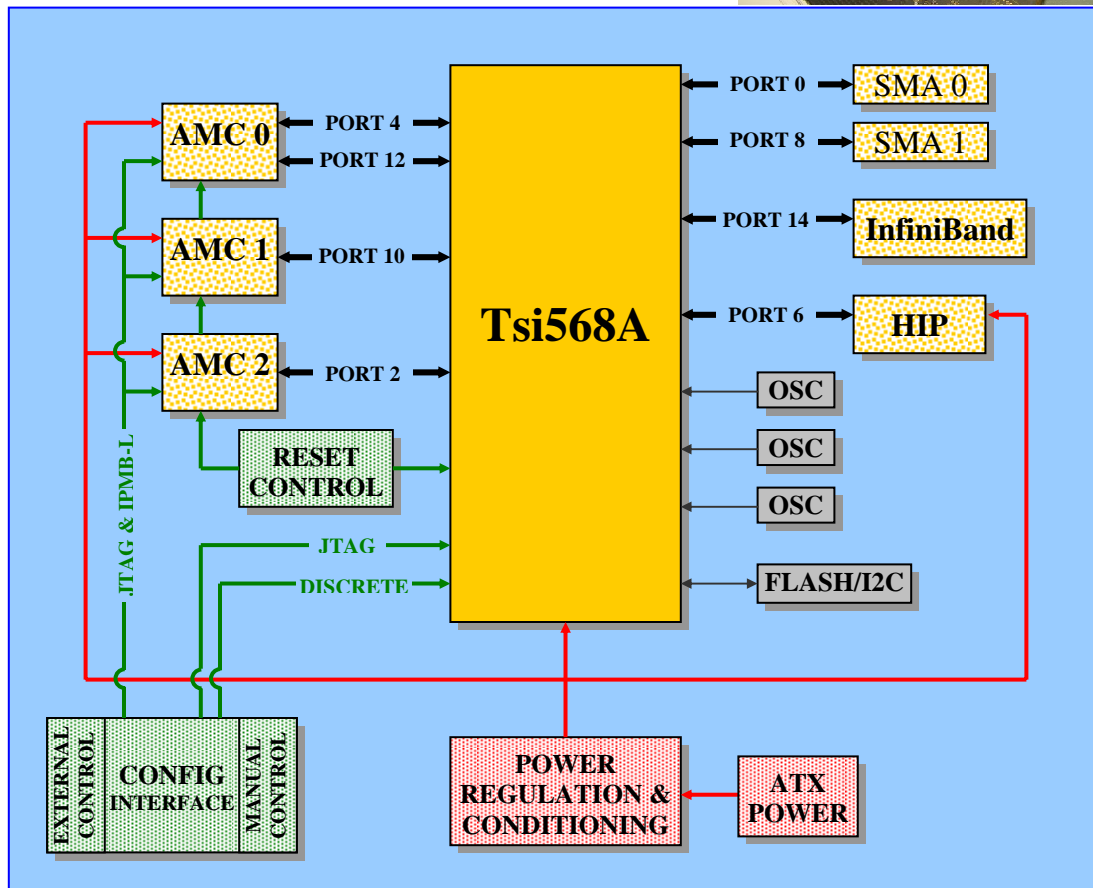 PORT 0
SMA 0
AMC 0
PORT 4
PORT 8
SMA 1
PORT 12
PORT 14
InfiniBand
AMC 1
PORT 10
Tsi568A
PORT 6
HIP
AMC 2
PORT 2
OSC
OSC
OSC
RESET
CONTROL
JTAG & IPMB-L
JTAG
DISCRETE
FLASH/I2C
EXTERNAL
CONTROL
CONFIG
INTERFACE
MANUAL
CONTROL
POWER
REGULATION &
CONDITIONING
ATX
POWER